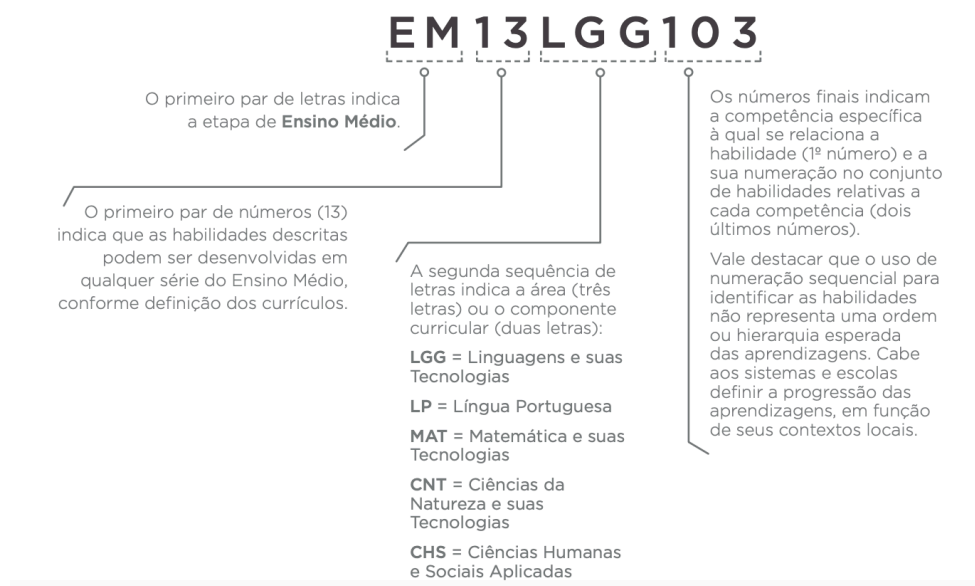 EM13LGG103
O primeiro par de letras indica
a etapa de Ensino Médio.
O primeiro par de números (13)
indica que as habilidades descritas
podem ser desenvolvidas em
qualquer série do Ensino Médio,
conforme definição dos currículos.
A segunda sequência de
letras indica a área (três
letras) ou o componente
curricular (duas letras):
LGG = Linguagens e suas
Tecnologias
LP = Língua Portuguesa
MAT = Matemática e suas
Tecnologias
CNT = Ciências da
Natureza e suas
Tecnologias
CHS = Ciências Humanas
e Sociais Aplicadas
Os números finais indicam
a competência específica
à qual se relaciona a
habilidade (1º número) e a
sua numeração no conjunto
de habilidades relativas a
cada competência (dois
últimos números).
Vale destacar que o uso de
numeração sequencial para
identificar as habilidades
não representa uma ordem
ou hierarquia esperada
das aprendizagens. Cabe
aos sistemas e escolas
definir a progressão das
aprendizagens, em função
de seus contextos locais.